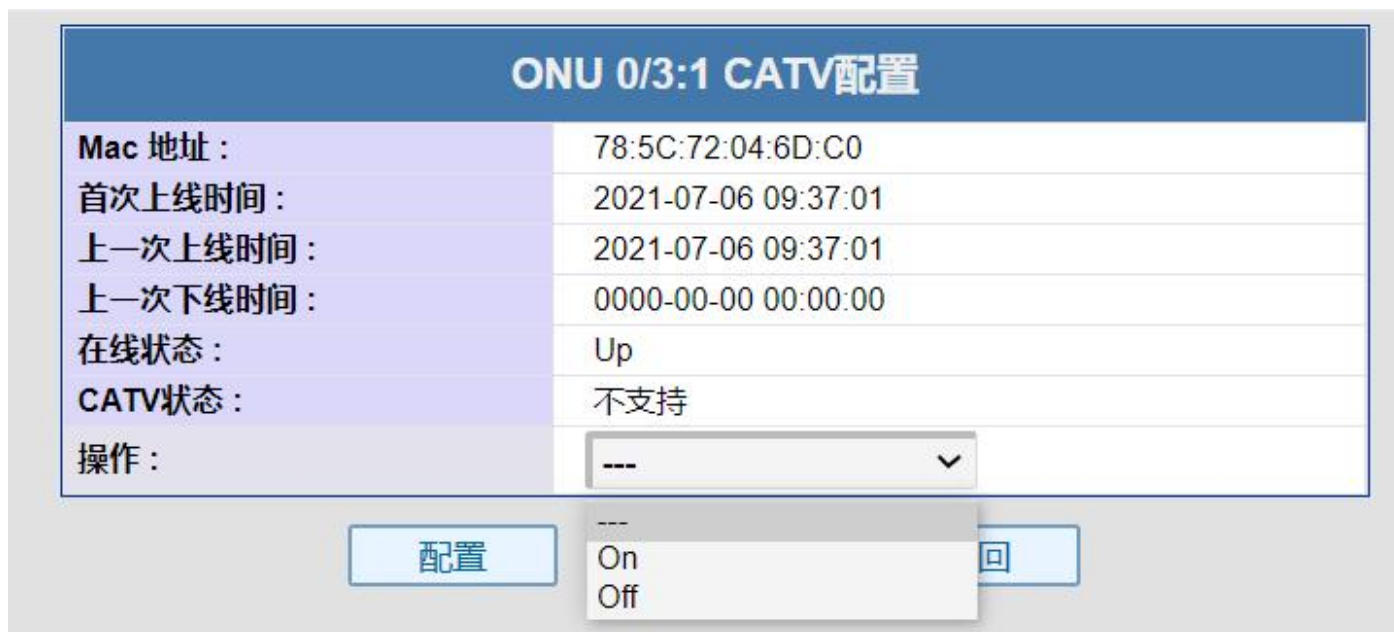 ONU 0/3:1 CATV配置
Mac 地址： 78:5C:72:04:6D:C0
首次上线时间： 2021-07-06 09:37:01
上一次上线时间： 2021-07-06 09:37:01
上一次下线时间： 0000-00-00 00:00:00
在线状态： Up
CATV状态： 不支持
操作： ---
---
配置 On 回
Off